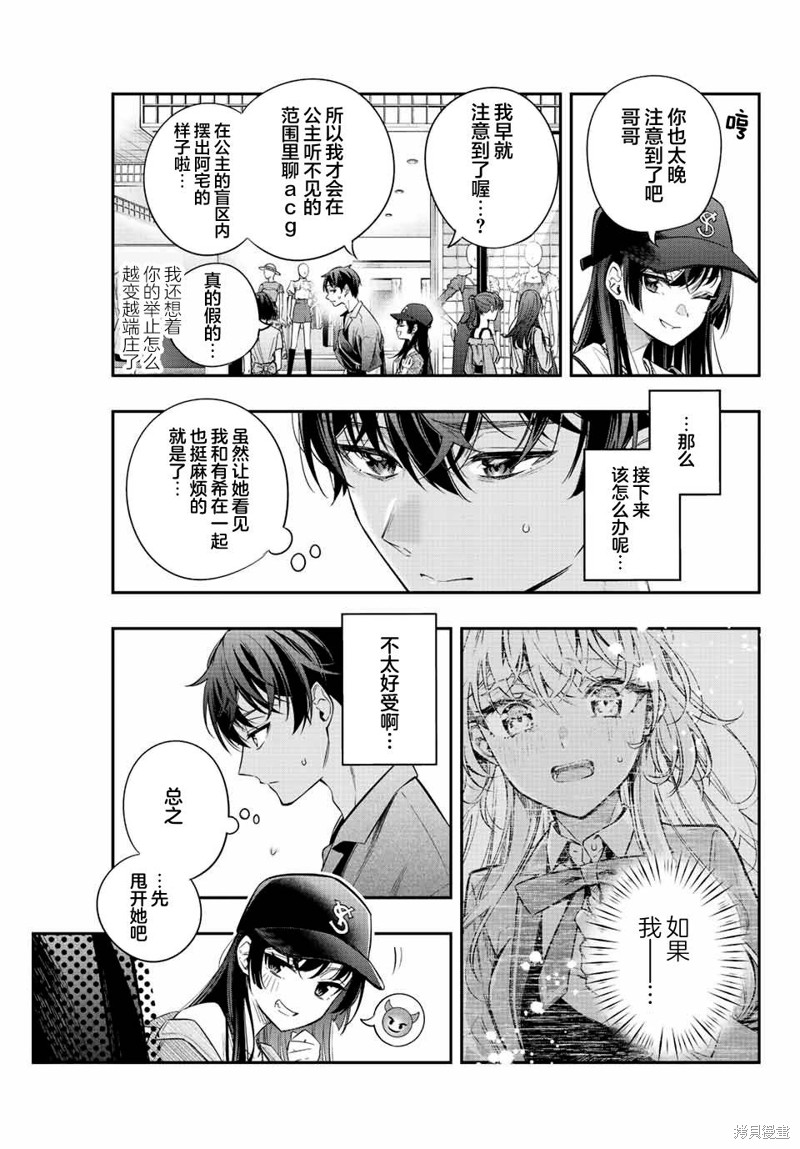 哼
你也太晚
注意到了吧
哥哥
我早就
注意到了喔…?
所以我才会在
公主听不见的
范围里聊acg
在公主的盲区内
摆出阿宅的
样子啦…
真的假的…
我还想着
你的举止怎么
越变越端庄了
…那么
接下来
该怎么办呢…
虽然让她看见
我和有希在一起
也挺麻烦的
就是了…
如果
我——…
不太好受啊…
总之
…先
甩开她吧
拷貝漫畫